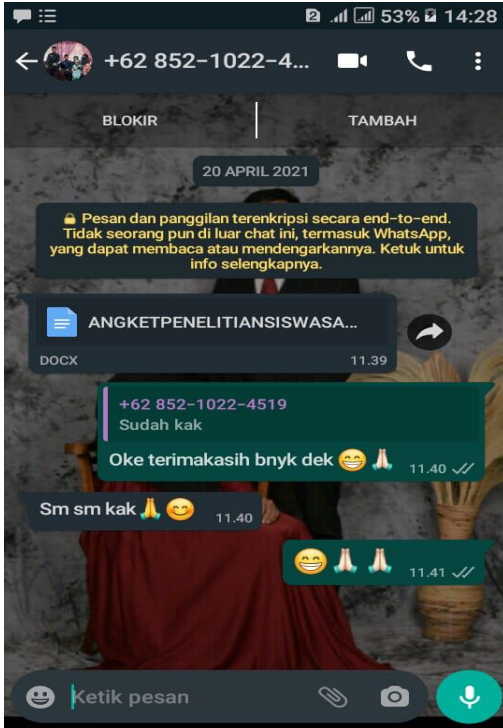 53% 14:28
+62 852-1022-4...
BLOKIR TAMBAH
20 APRIL 2021
Pesan dan panggilan terenkripsi secara end-to-end.
Tidak seorang pun di luar chat ini, termasuk WhatsApp,
yang dapat membaca atau mendengarkannya. Ketuk untuk
info selengkapnya.
ANGKETPENELITIANSISWASA...
DOCX 11.39
+62 852-1022-4519
Sudah kak
Oke terimakasih bnyk dek 😁🙏 11.40
Sm sm kak 🙏😊 11.40
😁🙏🙏 11.41
Ketik pesan